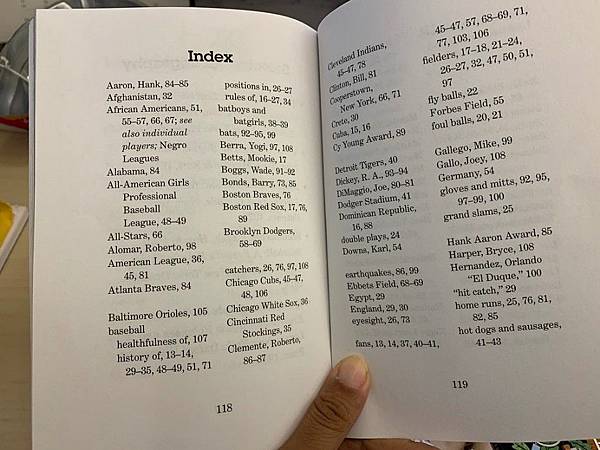 Index
Aaron, Hank, 84–85
Afghanistan, 32
African Americans, 51,
55–57, 66, 67; see
also individual
players; Negro
Leagues
Alabama, 84
All-American Girls
Professional
Baseball
League, 48–49
All-Stars, 66
Alomar, Roberto, 98
American League, 36,
45, 81
Atlanta Braves, 84
Baltimore Orioles, 105
baseball
healthfulness of, 107
history of, 13–14,
29–35, 48–49, 51, 71
positions in, 26–27
rules of, 16–27, 34
batboys and
batgirls, 38–39
bats, 92–95, 99
Berra, Yogi, 97, 108
Betts, Mookie, 17
Boggs, Wade, 91–92
Bonds, Barry, 73, 85
Boston Braves, 76
Boston Red Sox, 17, 76,
89
Brooklyn Dodgers,
58–69
catchers, 26, 76, 97, 108
Chicago Cubs, 45–47,
48, 106
Chicago White Sox, 36
Cincinnati Red
Stockings, 35
Clemente, Roberto,
86–87
118
Cleveland Indians,
45–47, 78
Clinton, Bill, 81
Cooperstown,
New York, 66, 71
Crete, 30
Cuba, 15, 16
Cy Young Award, 89
Detroit Tigers, 40
Dickey, R. A., 93–94
DiMaggio, Joe, 80–81
Dodger Stadium, 41
Dominican Republic,
16, 88
double plays, 24
Downs, Karl, 54
earthquakes, 86, 99
Ebbets Field, 68–69
Egypt, 29
England, 29, 30
eyesight, 26, 73
fans, 13, 14, 37, 40–41,
45–47, 57, 68–69, 71,
77, 103, 106
fielders, 17–18, 21–24,
26–27, 32, 47, 50, 51,
97
fly balls, 22
Forbes Field, 55
foul balls, 20, 21
Gallego, Mike, 99
Gallo, Joey, 108
Germany, 54
gloves and mitts, 92, 95,
97–99, 100
grand slams, 25
Hank Aaron Award, 85
Harper, Bryce, 108
Hernandez, Orlando
"El Duque," 100
"hit catch," 29
home runs, 25, 76, 81,
82, 85
hot dogs and sausages,
41–43
119